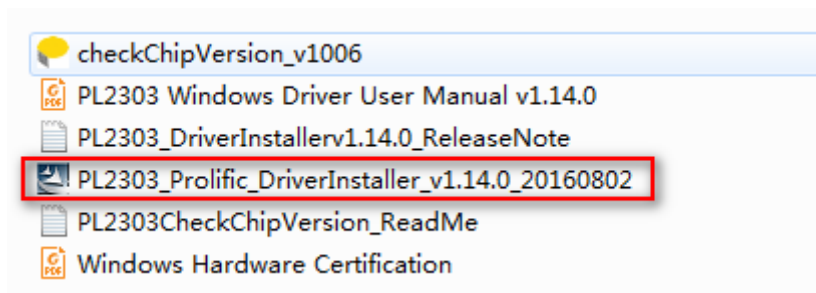 checkChipVersion_v1006
PL2303 Windows Driver User Manual v1.14.0
PL2303_DriverInstallerv1.14.0_ReleaseNote
PL2303_Prolific_DriverInstaller_v1.14.0_20160802
PL2303CheckChipVersion_ReadMe
Windows Hardware Certification